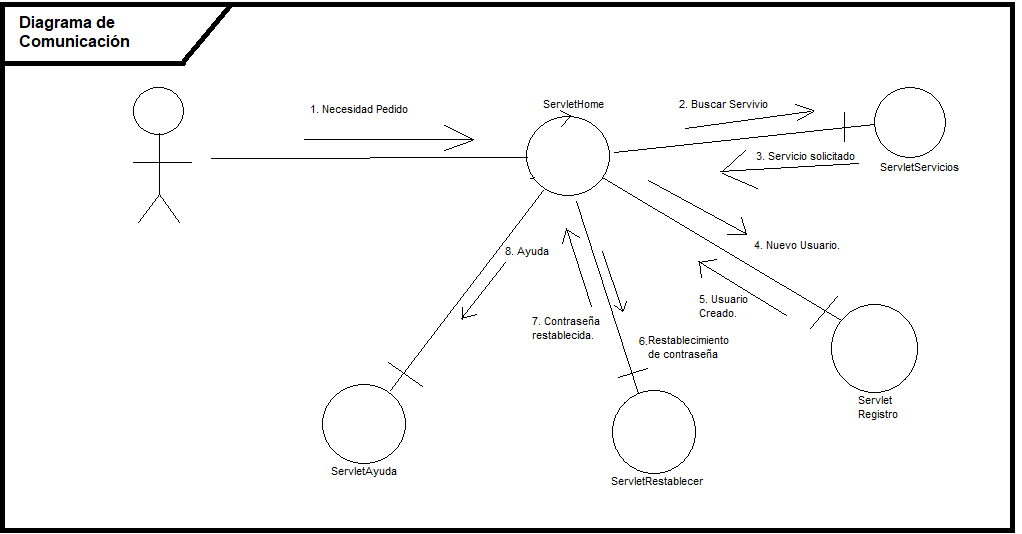 Diagrama de
Comunicación
1. Necesidad Pedido
ServletHome
2. Buscar Servivio
3. Servicio solicitado
ServletServicios
4. Nuevo Usuario.
5. Usuario
Creado.
8. Ayuda
7. Contraseña
restablecida.
6.Restablecimiento
de contraseña
Servlet
Registro
ServletAyuda
ServletRestablecer